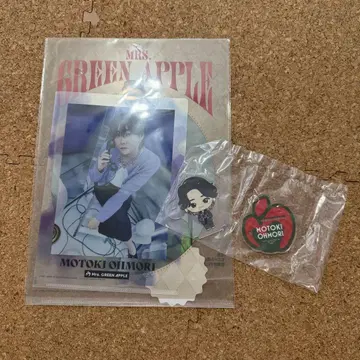 MRS.
GREEN APPLE
MOTOKI OHMORI
Mrs. GREEN APPLE
MOTOKI
OHMORI